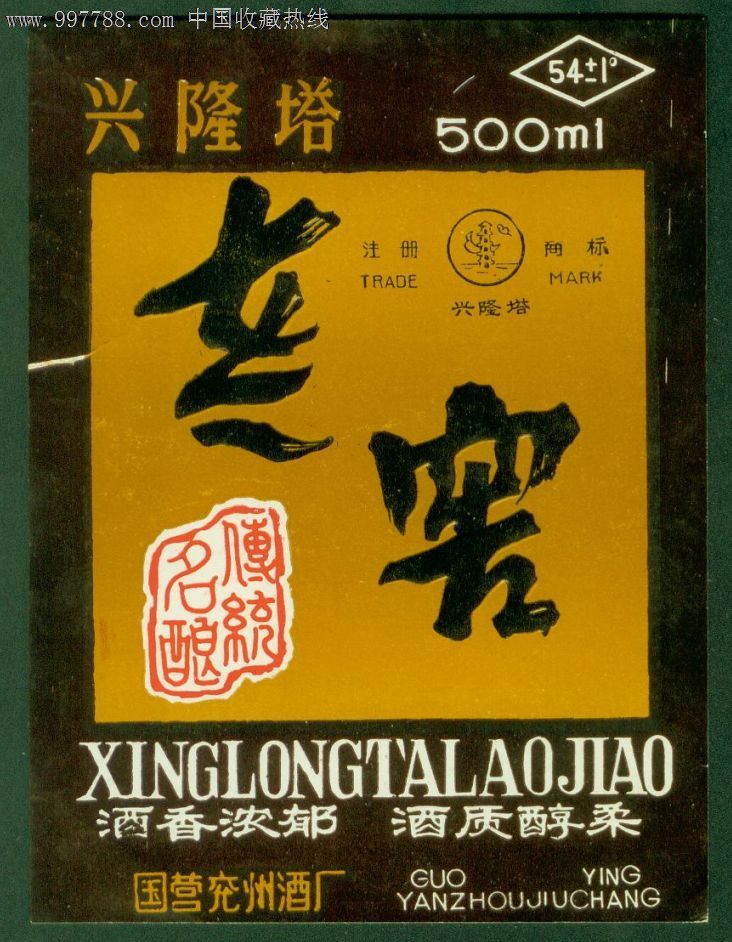 www.997788.com 中国收藏热线
54±1°
兴隆塔
500ml
注册 商标
TRADE MARK
兴隆塔
老窖
傳統
名酿
XINGLONGTALAOJIAO
酒香浓郁 酒质醇柔
国营兖州酒厂
GUO YING
YANZHOUJIUCHANG